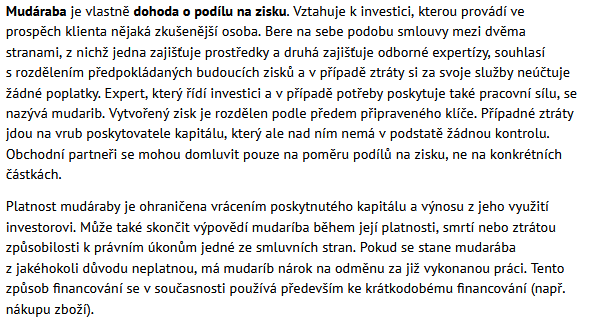 Mudáraba je vlastně dohoda o podílu na zisku. Vztahuje k investici, kterou provádí ve
prospěch klienta nějaká zkušenější osoba. Bere na sebe podobu smlouvy mezi dvěma
stranami, z nichž jedna zajišťuje prostředky a druhá zajišťuje odborné expertízy, souhlasí
s rozdělením předpokládaných budoucích zisků a v případě ztráty si za svoje služby neúčtuje
žádné poplatky. Expert, který řídí investici a v případě potřeby poskytuje také pracovní sílu, se
nazývá mudarib. Vytvořený zisk je rozdělen podle předem připraveného klíče. Případné ztráty
jdou na vrub poskytovatele kapitálu, který ale nad ním nemá v podstatě žádnou kontrolu.
Obchodní partneři se mohou domluvit pouze na poměru podílů na zisku, ne na konkrétních
částkách.
Platnost mudáraby je ohraničena vrácením poskytnutého kapitálu a výnosu z jeho využití
investorovi. Může také skončit výpovědí mudaríba během její platnosti, smrtí nebo ztrátou
způsobilosti k právním úkonům jedné ze smluvních stran. Pokud se stane mudarába
z jakéhokoli důvodu neplatnou, má mudaríb nárok na odměnu za již vykonanou práci. Tento
způsob financování se v současnosti používá především ke krátkodobému financování (např.
nákupu zboží).